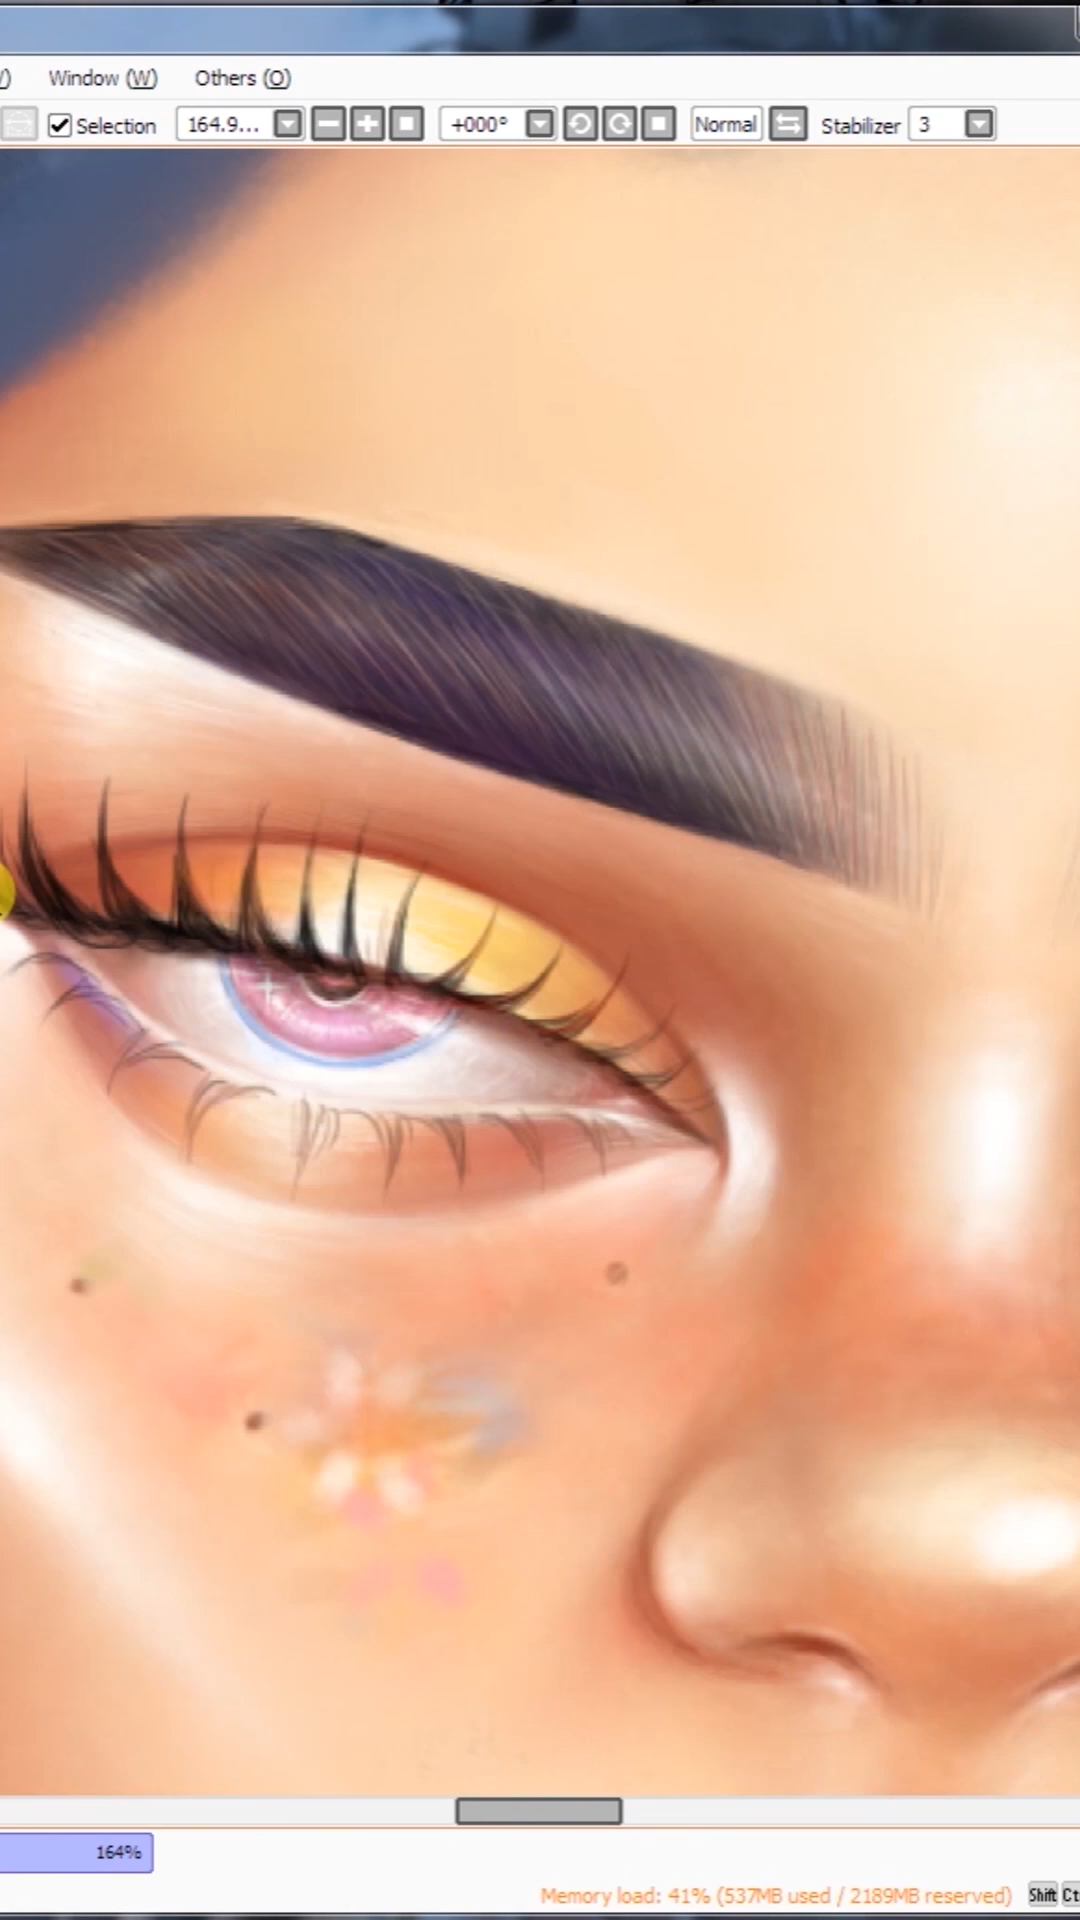 Window (W) Others (O)
Selection 164.9... +000° Normal Stabilizer 3
164%
Memory load: 41% (537MB used / 2189MB reserved) Shift